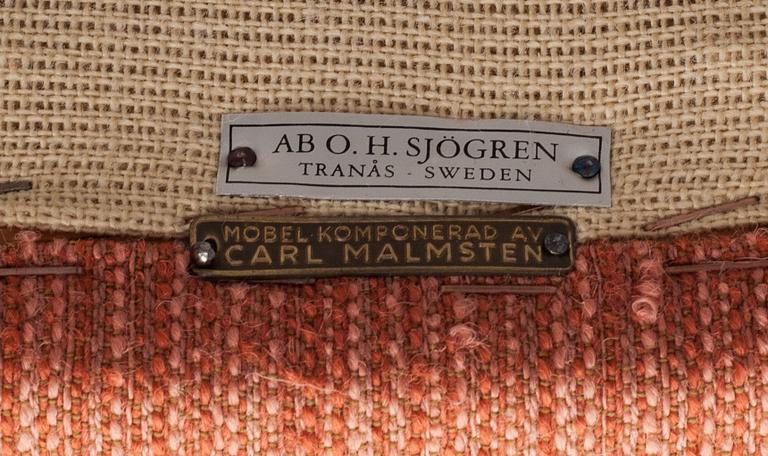 AB O. H. SJÖGREN
TRANÅS - SWEDEN
MÖBEL KOMPONERAD AV
CARL MALMSTEN